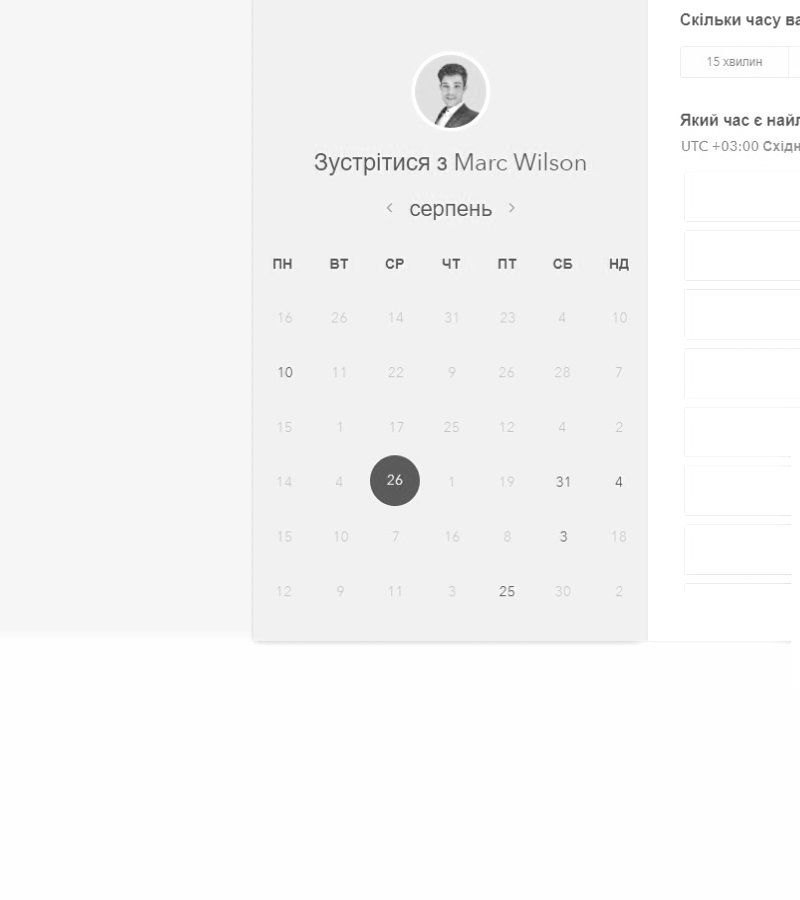 Скільки часу ва
15 хвилин
Який час є найл
UTC +03:00 Східн
Зустрітися з Marc Wilson
серпень
ПН ВТ СР ЧТ ПТ СБ НД
16 26 14 31 23 4 10
10 11 22 9 26 28 7
15 1 17 25 12 4 2
14 4 26 1 19 31 4
15 10 7 16 8 3 18
12 9 11 3 25 30 2